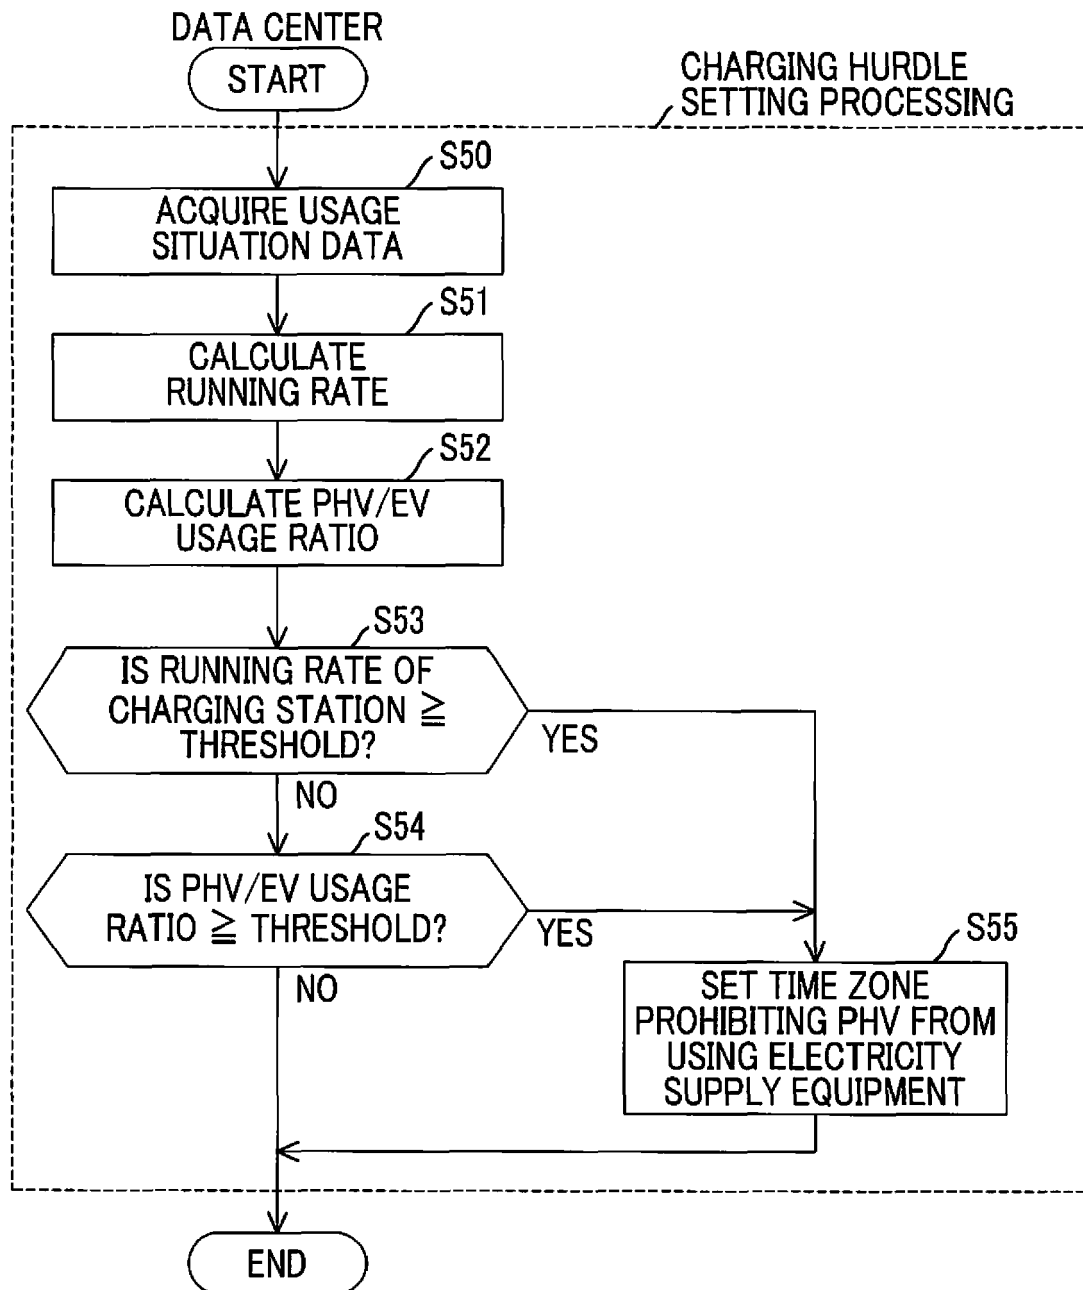 DATA CENTER
START
CHARGING HURDLE
SETTING PROCESSING
S50
ACQUIRE USAGE
SITUATION DATA
S51
CALCULATE
RUNNING RATE
S52
CALCULATE PHV/EV
USAGE RATIO
S53
IS RUNNING RATE OF
CHARGING STATION ≧
THRESHOLD?
YES
NO
S54
IS PHV/EV USAGE
RATIO ≧ THRESHOLD?
YES
NO
S55
SET TIME ZONE
PROHIBITING PHV FROM
USING ELECTRICITY
SUPPLY EQUIPMENT
END